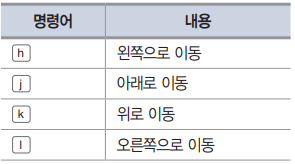 명령어 내용
h 왼쪽으로 이동
j 아래로 이동
k 위로 이동
l 오른쪽으로 이동